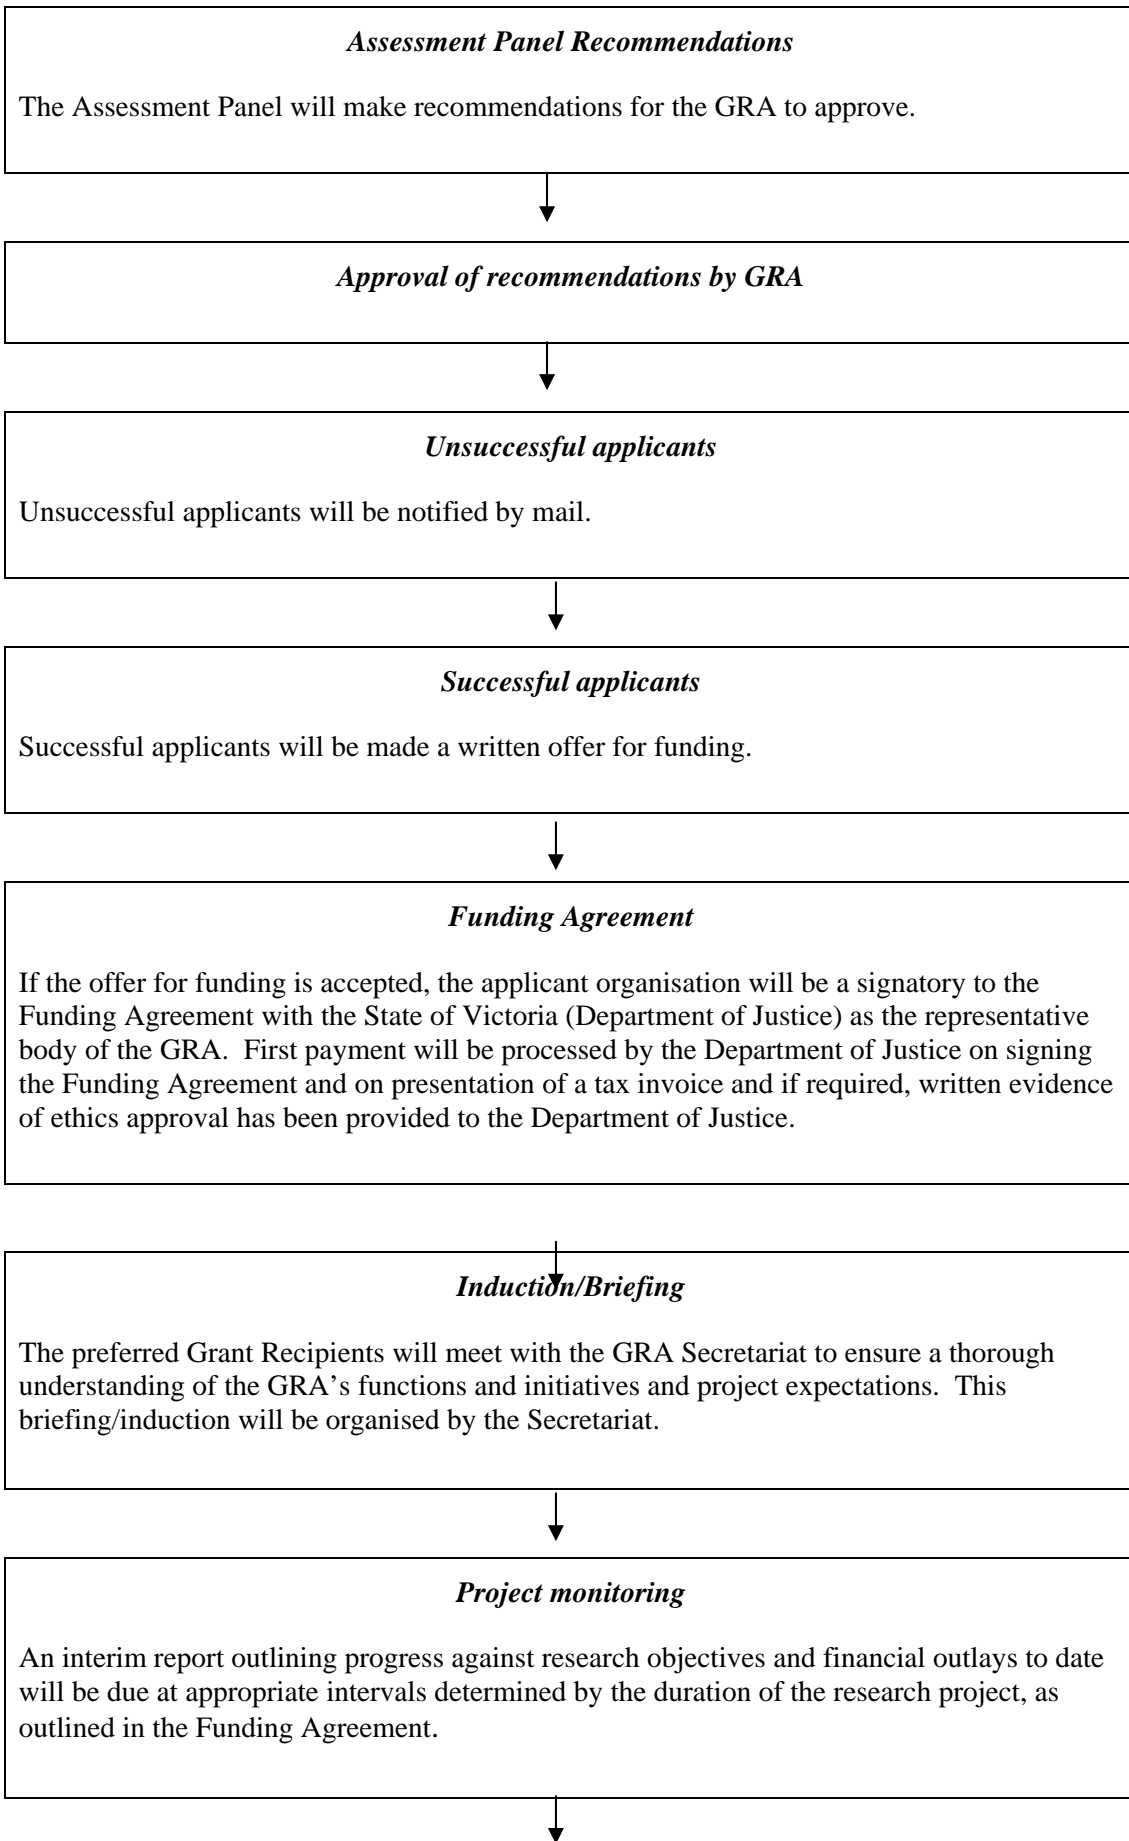 Assessment Panel Recommendations
The Assessment Panel will make recommendations for the GRA to approve.
Approval of recommendations by GRA
Unsuccessful applicants
Unsuccessful applicants will be notified by mail.
Successful applicants
Successful applicants will be made a written offer for funding.
Funding Agreement
If the offer for funding is accepted, the applicant organisation will be a signatory to the
Funding Agreement with the State of Victoria (Department of Justice) as the representative
body of the GRA.  First payment will be processed by the Department of Justice on signing
the Funding Agreement and on presentation of a tax invoice and if required, written evidence
of ethics approval has been provided to the Department of Justice.
Induction/Briefing
The preferred Grant Recipients will meet with the GRA Secretariat to ensure a thorough
understanding of the GRA’s functions and initiatives and project expectations.  This
briefing/induction will be organised by the Secretariat.
Project monitoring
An interim report outlining progress against research objectives and financial outlays to date
will be due at appropriate intervals determined by the duration of the research project, as
outlined in the Funding Agreement.